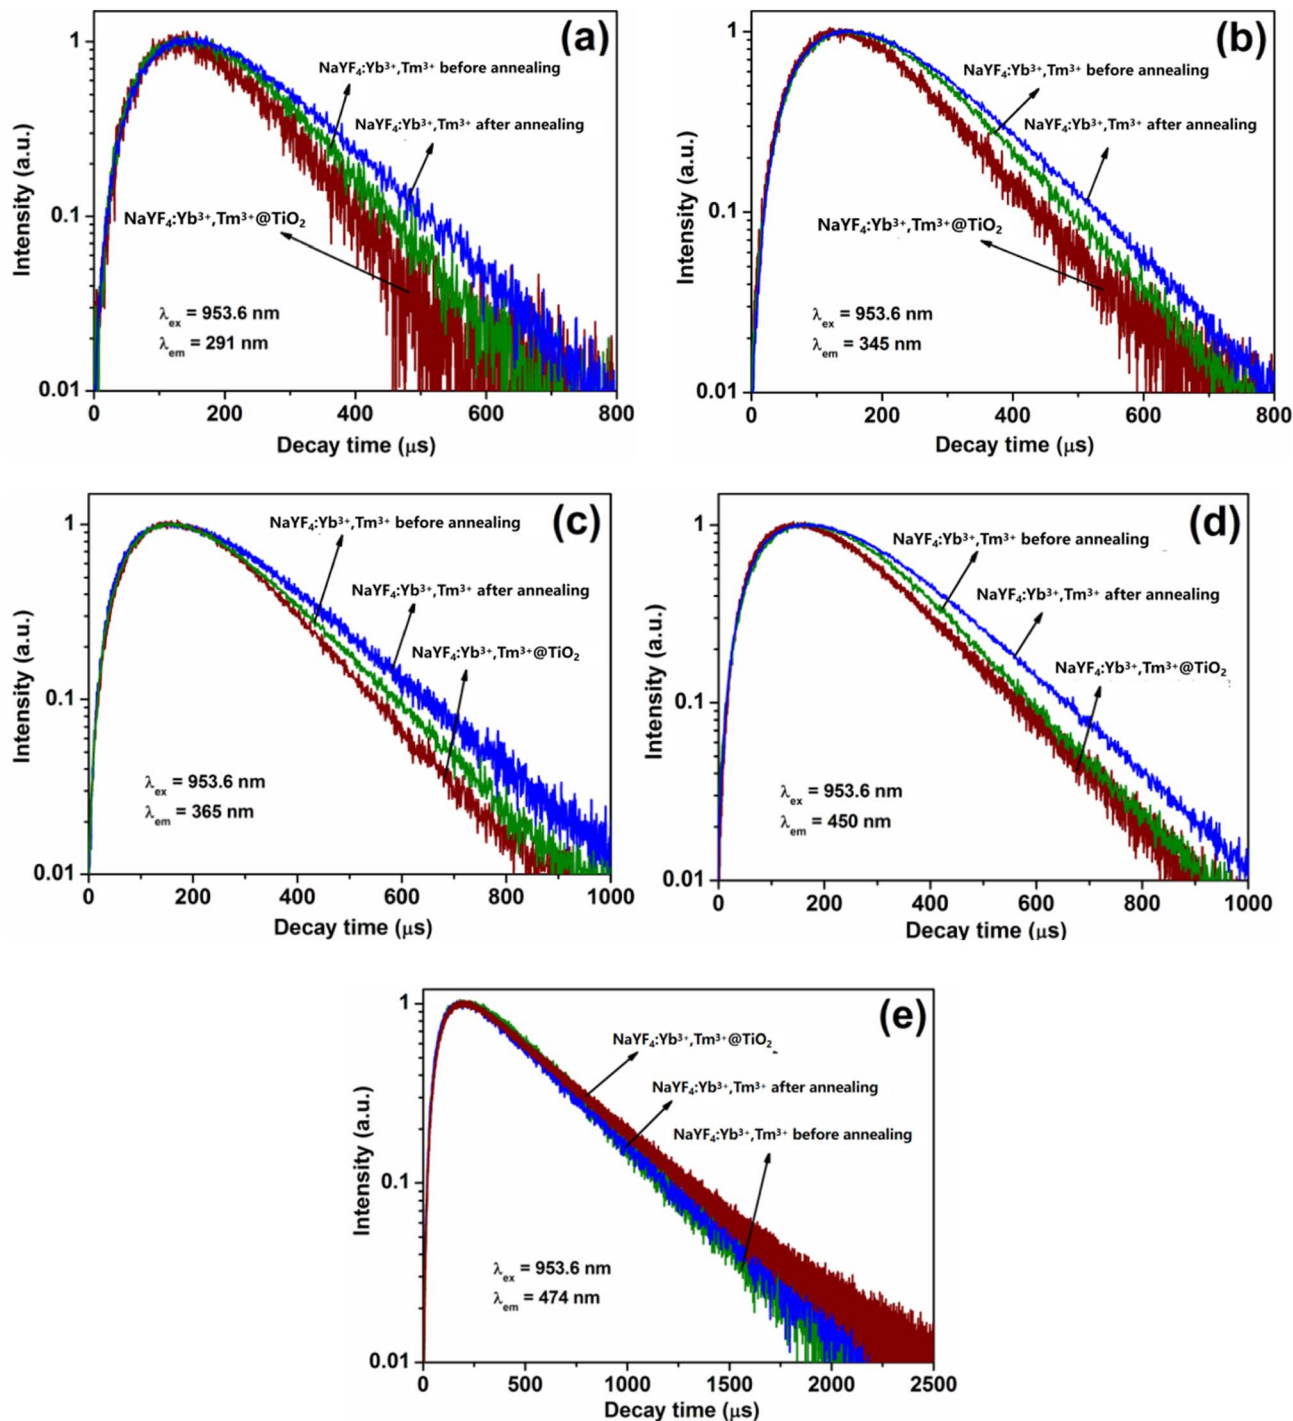 (a)
1
NaYF₄:Yb³⁺,Tm³⁺ before annealing
NaYF₄:Yb³⁺,Tm³⁺ after annealing
Intensity (a.u.)
0.1
NaYF₄:Yb³⁺,Tm³⁺@TiO₂
λex = 953.6 nm
λem = 291 nm
0.01
0 200 400 600 800
Decay time (μs)
(b)
1
NaYF₄:Yb³⁺,Tm³⁺ before annealing
NaYF₄:Yb³⁺,Tm³⁺ after annealing
Intensity (a.u.)
0.1
NaYF₄:Yb³⁺,Tm³⁺@TiO₂
λex = 953.6 nm
λem = 345 nm
0.01
0 200 400 600 800
Decay time (μs)
(c)
1
NaYF₄:Yb³⁺,Tm³⁺ before annealing
NaYF₄:Yb³⁺,Tm³⁺ after annealing
NaYF₄:Yb³⁺,Tm³⁺@TiO₂
Intensity (a.u.)
0.1
λex = 953.6 nm
λem = 365 nm
0.01
0 200 400 600 800 1000
Decay time (μs)
(d)
1
NaYF₄:Yb³⁺,Tm³⁺ before annealing
NaYF₄:Yb³⁺,Tm³⁺ after annealing
NaYF₄:Yb³⁺,Tm³⁺@TiO₂
Intensity (a.u.)
0.1
λex = 953.6 nm
λem = 450 nm
0.01
0 200 400 600 800 1000
Decay time (μs)
(e)
1
NaYF₄:Yb³⁺,Tm³⁺@TiO₂
NaYF₄:Yb³⁺,Tm³⁺ after annealing
NaYF₄:Yb³⁺,Tm³⁺ before annealing
Intensity (a.u.)
0.1
λex = 953.6 nm
λem = 474 nm
0.01
0 500 1000 1500 2000 2500
Decay time (μs)